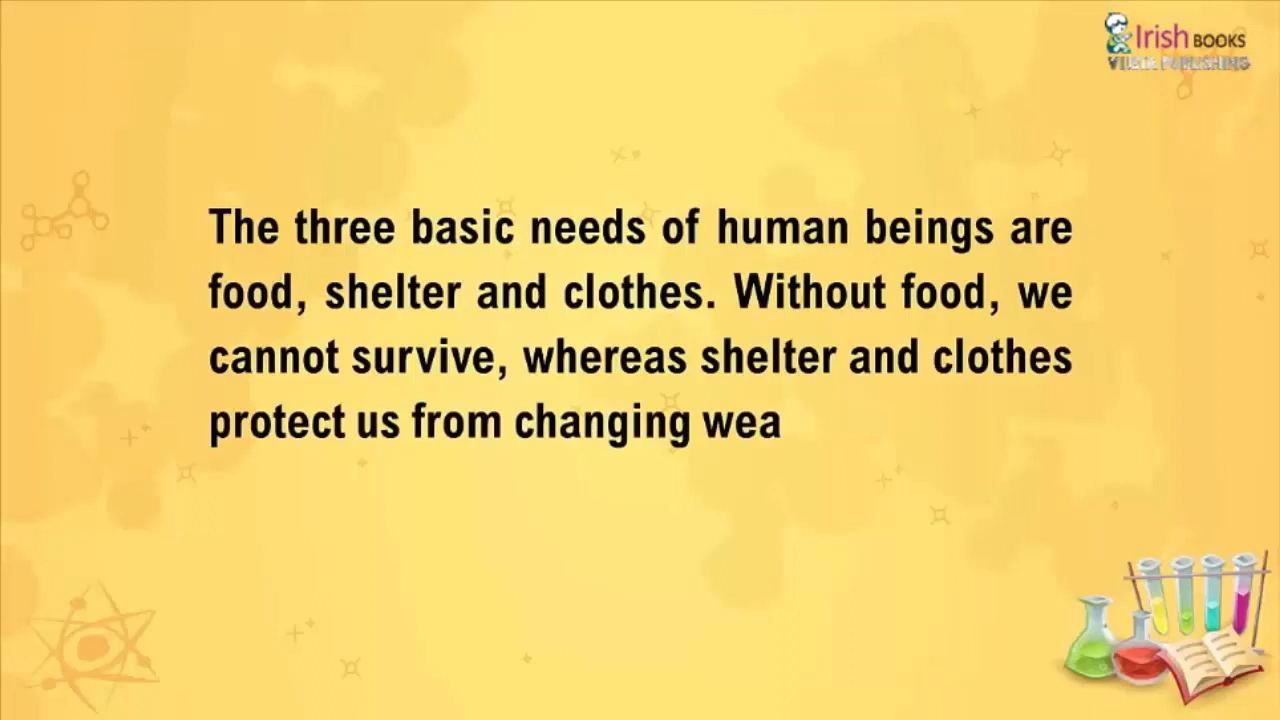 Irish BOOKS
The three basic needs of human beings are
food, shelter and clothes. Without food, we
cannot survive, whereas shelter and clothes
protect us from changing wea